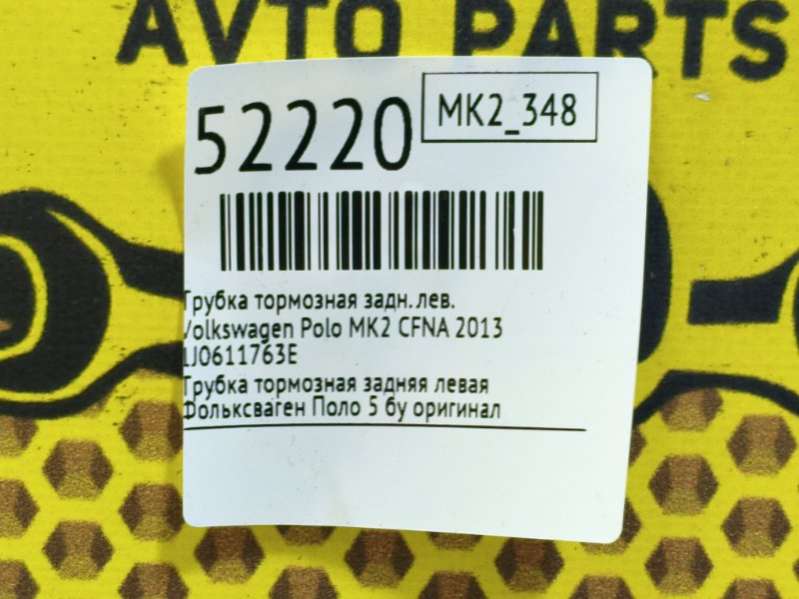 AVTO PARTS
52220
MK2_348
Трубка тормозная задн. лев.
Volkswagen Polo MK2 CFNA 2013
1J0611763E
Трубка тормозная задняя левая
Фольксваген Поло 5 бу оригинал